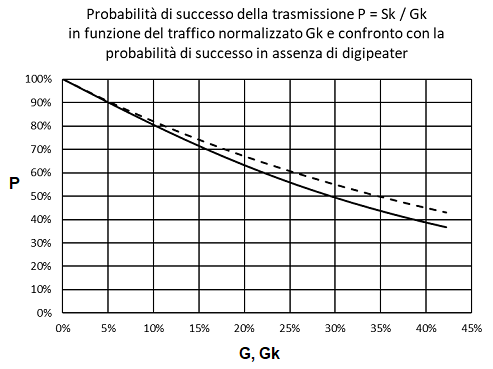 Probabilità di successo della trasmissione P = Sk / Gk
in funzione del traffico normalizzato Gk e confronto con la
probabilità di successo in assenza di digipeater
100%
90%
80%
70%
60%
50%
40%
30%
20%
10%
0%
P
0% 5% 10% 15% 20% 25% 30% 35% 40% 45%
G, Gk